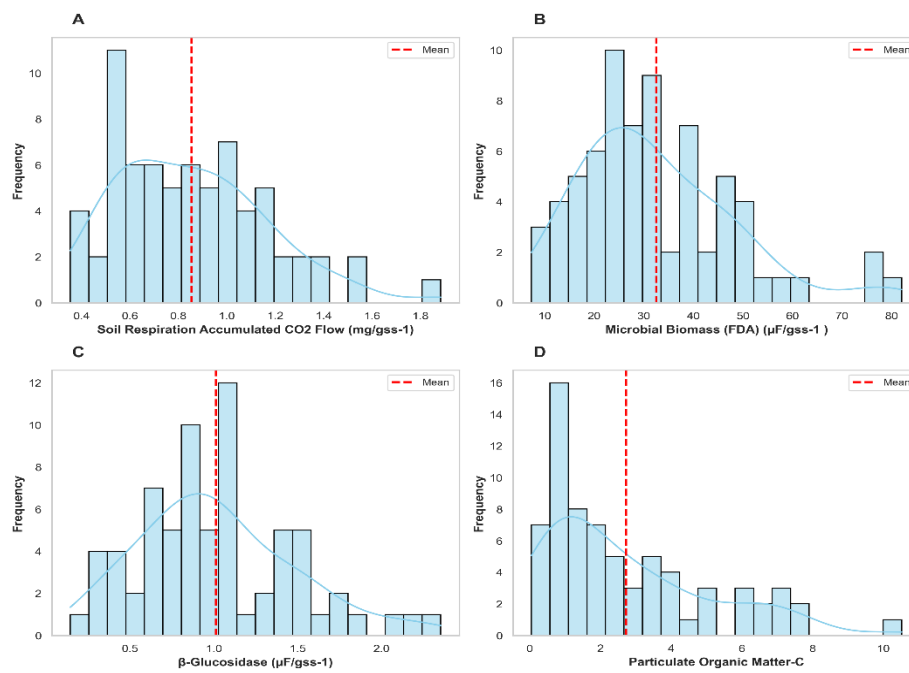 A
Mean
Frequency
10
8
6
4
2
0
0.4 0.6 0.8 1.0 1.2 1.4 1.6 1.8
Soil Respiration Accumulated CO2 Flow (mg/gss-1)
B
Mean
Frequency
10
8
6
4
2
0
10 20 30 40 50 60 70 80
Microbial Biomass (FDA) (µF/gss-1 )
C
Mean
Frequency
12
10
8
6
4
2
0
0.5 1.0 1.5 2.0
β-Glucosidase (µF/gss-1)
D
Mean
Frequency
16
14
12
10
8
6
4
2
0
0 2 4 6 8 10
Particulate Organic Matter-C